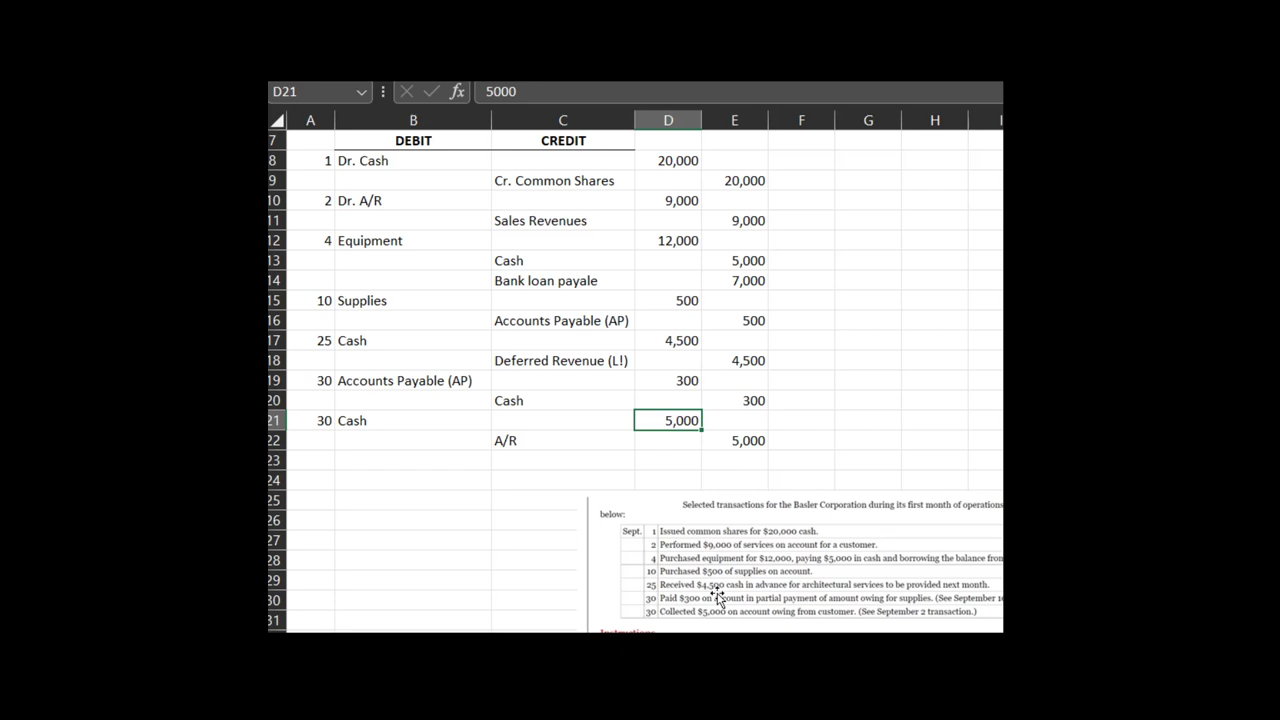 D21 fx 5000
A B C D E F G H I
7 DEBIT CREDIT
8 1 Dr. Cash 20,000
9 Cr. Common Shares 20,000
10 2 Dr. A/R 9,000
11 Sales Revenues 9,000
12 4 Equipment 12,000
13 Cash 5,000
14 Bank loan payale 7,000
15 10 Supplies 500
16 Accounts Payable (AP) 500
17 25 Cash 4,500
18 Deferred Revenue (L!) 4,500
19 30 Accounts Payable (AP) 300
20 Cash 300
21 30 Cash 5,000
22 A/R 5,000
23
24
25 Selected transactions for the Basler Corporation during its first month of operations
below:
26 Sept. 1 Issued common shares for $20,000 cash.
27 2 Performed $9,000 of services on account for a customer.
28 4 Purchased equipment for $12,000, paying $5,000 in cash and borrowing the balance from
10 Purchased $500 of supplies on account.
29 25 Received $4,500 cash in advance for architectural services to be provided next month.
30 30 Paid $300 on account in partial payment of amount owing for supplies. (See September
31 30 Collected $5,000 on account owing from customer. (See September 2 transaction.)